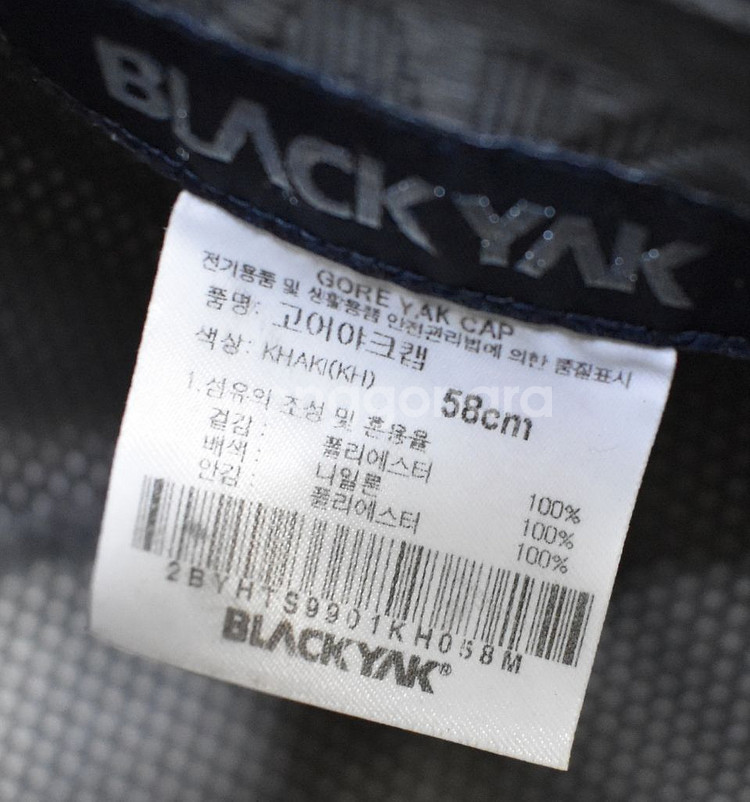 BLACK YAK
GORE YAK CAP
전기용품 및 생활용품 안전관리법에 의한 품질표시
품명: 고어야크캡
색상: KHAKI(KH)
58cm
1.섬유의 조성 및 혼용율
겉감: 폴리에스터 100%
배색: 나일론 100%
안감: 폴리에스터 100%
2BYHTS9901KH058M
BLACKYAK®